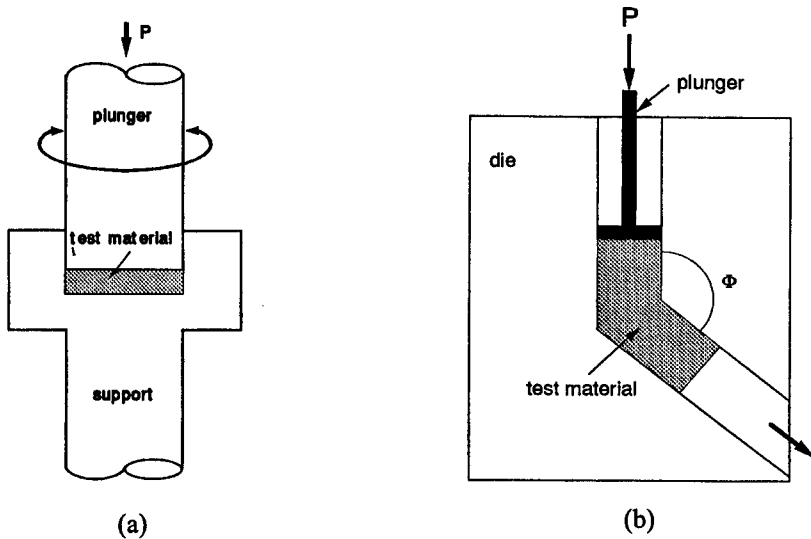 P
plunger
test material
support
(a)
P
plunger
die
Φ
test material
(b)